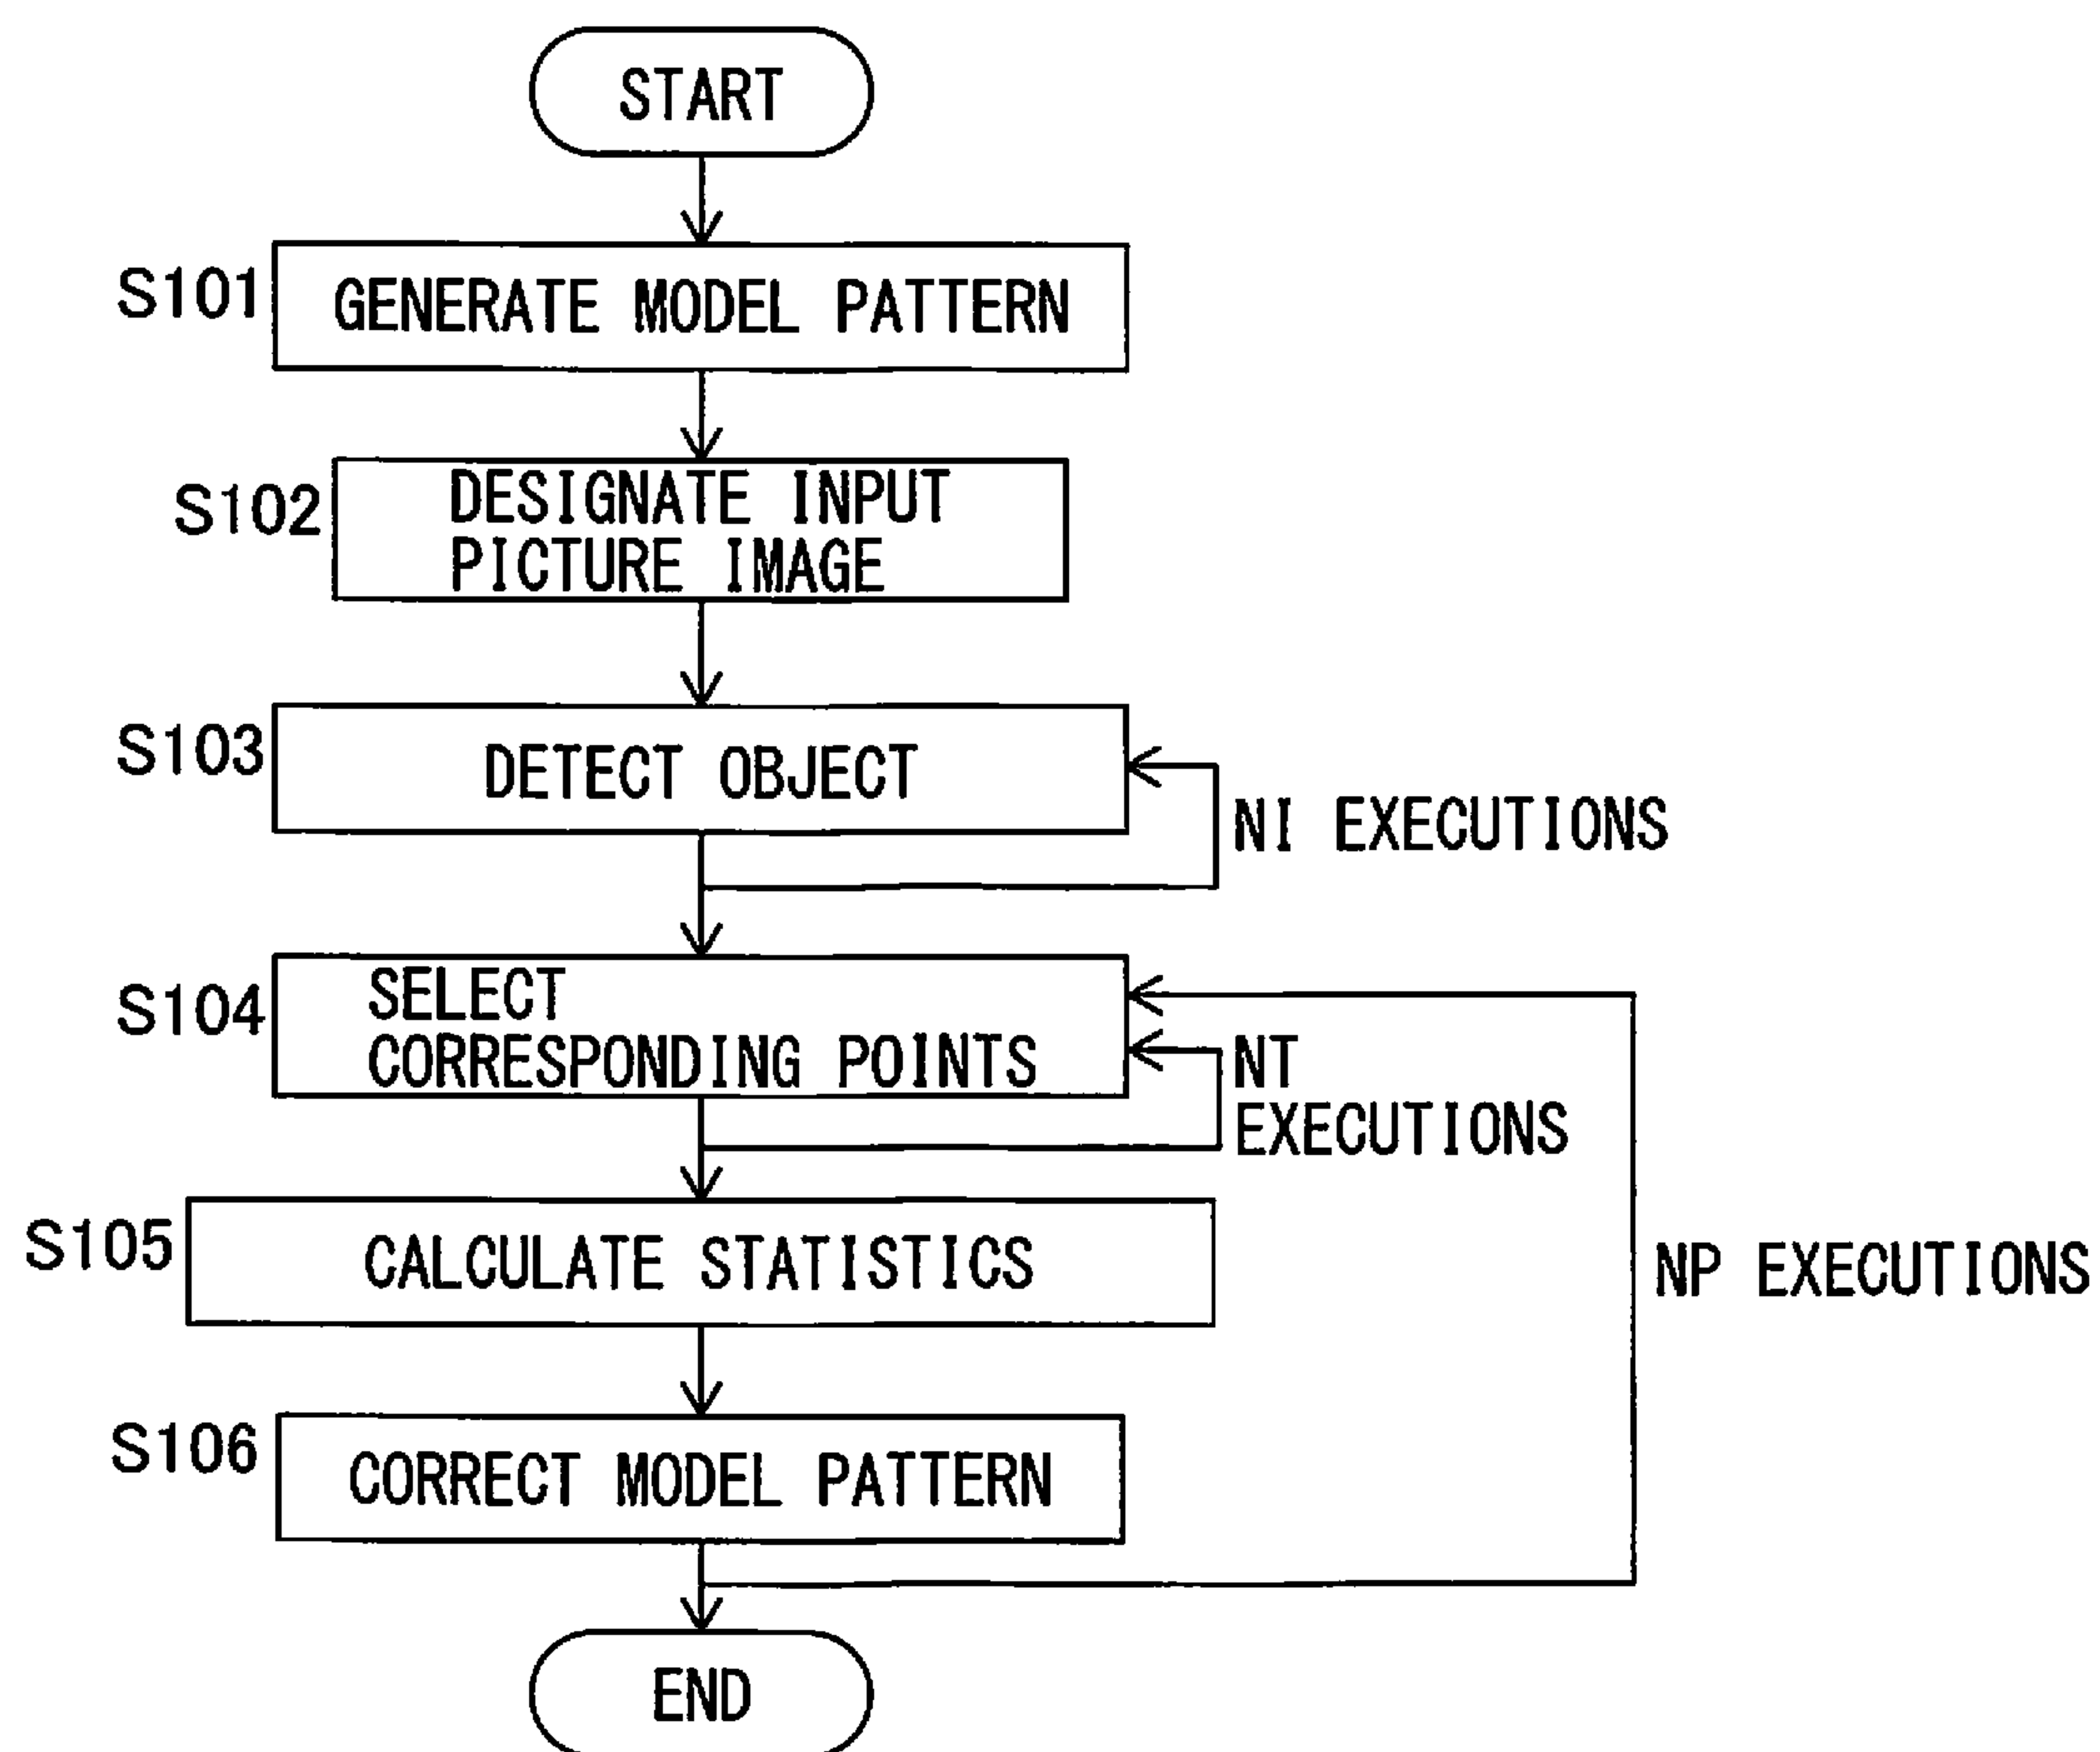 START
S101
GENERATE MODEL PATTERN
S102
DESIGNATE INPUT
PICTURE IMAGE
S103
DETECT OBJECT
NI EXECUTIONS
S104
SELECT
CORRESPONDING POINTS
NT
EXECUTIONS
S105
CALCULATE STATISTICS
NP EXECUTIONS
S106
CORRECT MODEL PATTERN
END